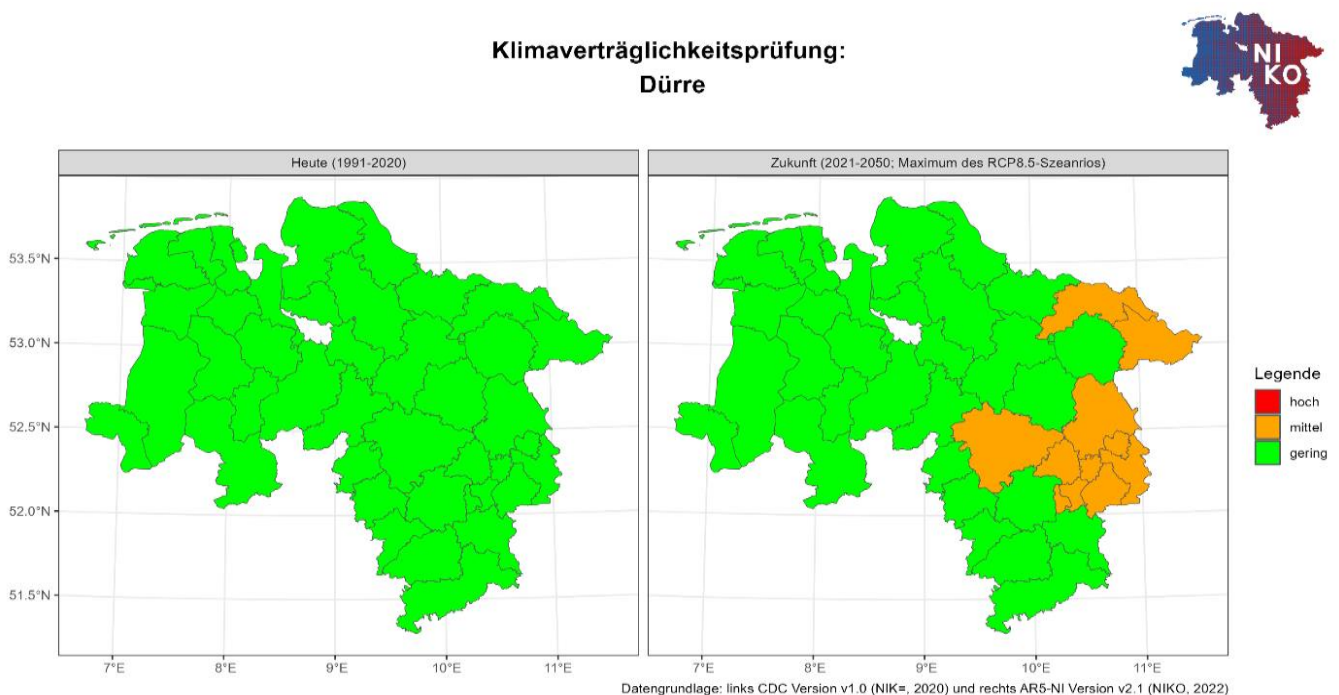 Klimaverträglichkeitsprüfung:
Dürre
NI
KO
Heute (1991-2020)
Zukunft (2021-2050; Maximum des RCP8.5-Szeanrios)
53.5°N
53.0°N
52.5°N
52.0°N
51.5°N
7°E 8°E 9°E 10°E 11°E
7°E 8°E 9°E 10°E 11°E
Legende
hoch
mittel
gering
Datengrundlage: links CDC Version v1.0 (NIK=, 2020) und rechts AR5-NI Version v2.1 (NIKO, 2022)